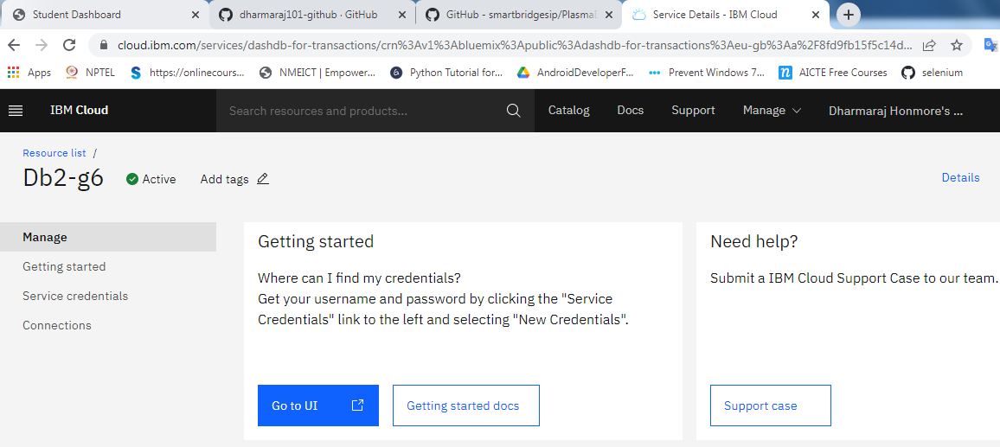 Student Dashboard
dharmaraj101-github · GitHub
GitHub - smartbridgesip/PlasmaD
Service Details - IBM Cloud
cloud.ibm.com/services/dashdb-for-transactions/crn%3Av1%3Abluemix%3Apublic%3Adashdb-for-transactions%3Aeu-gb%3Aa%2F8fd9fb15f5c14d...
Apps NPTEL https://onlinecours... NMEICT | Empower... Python Tutorial for... AndroidDeveloperF... Prevent Windows 7... AICTE Free Courses selenium
IBM Cloud Search resources and products... Catalog Docs Support Manage Dharmaraj Honmore's ...
Resource list /
Db2-g6 Active Add tags Details
Manage
Getting started
Service credentials
Connections
Getting started
Where can I find my credentials?
Get your username and password by clicking the "Service
Credentials" link to the left and selecting "New Credentials".
Go to UI Getting started docs
Need help?
Submit a IBM Cloud Support Case to our team.
Support case